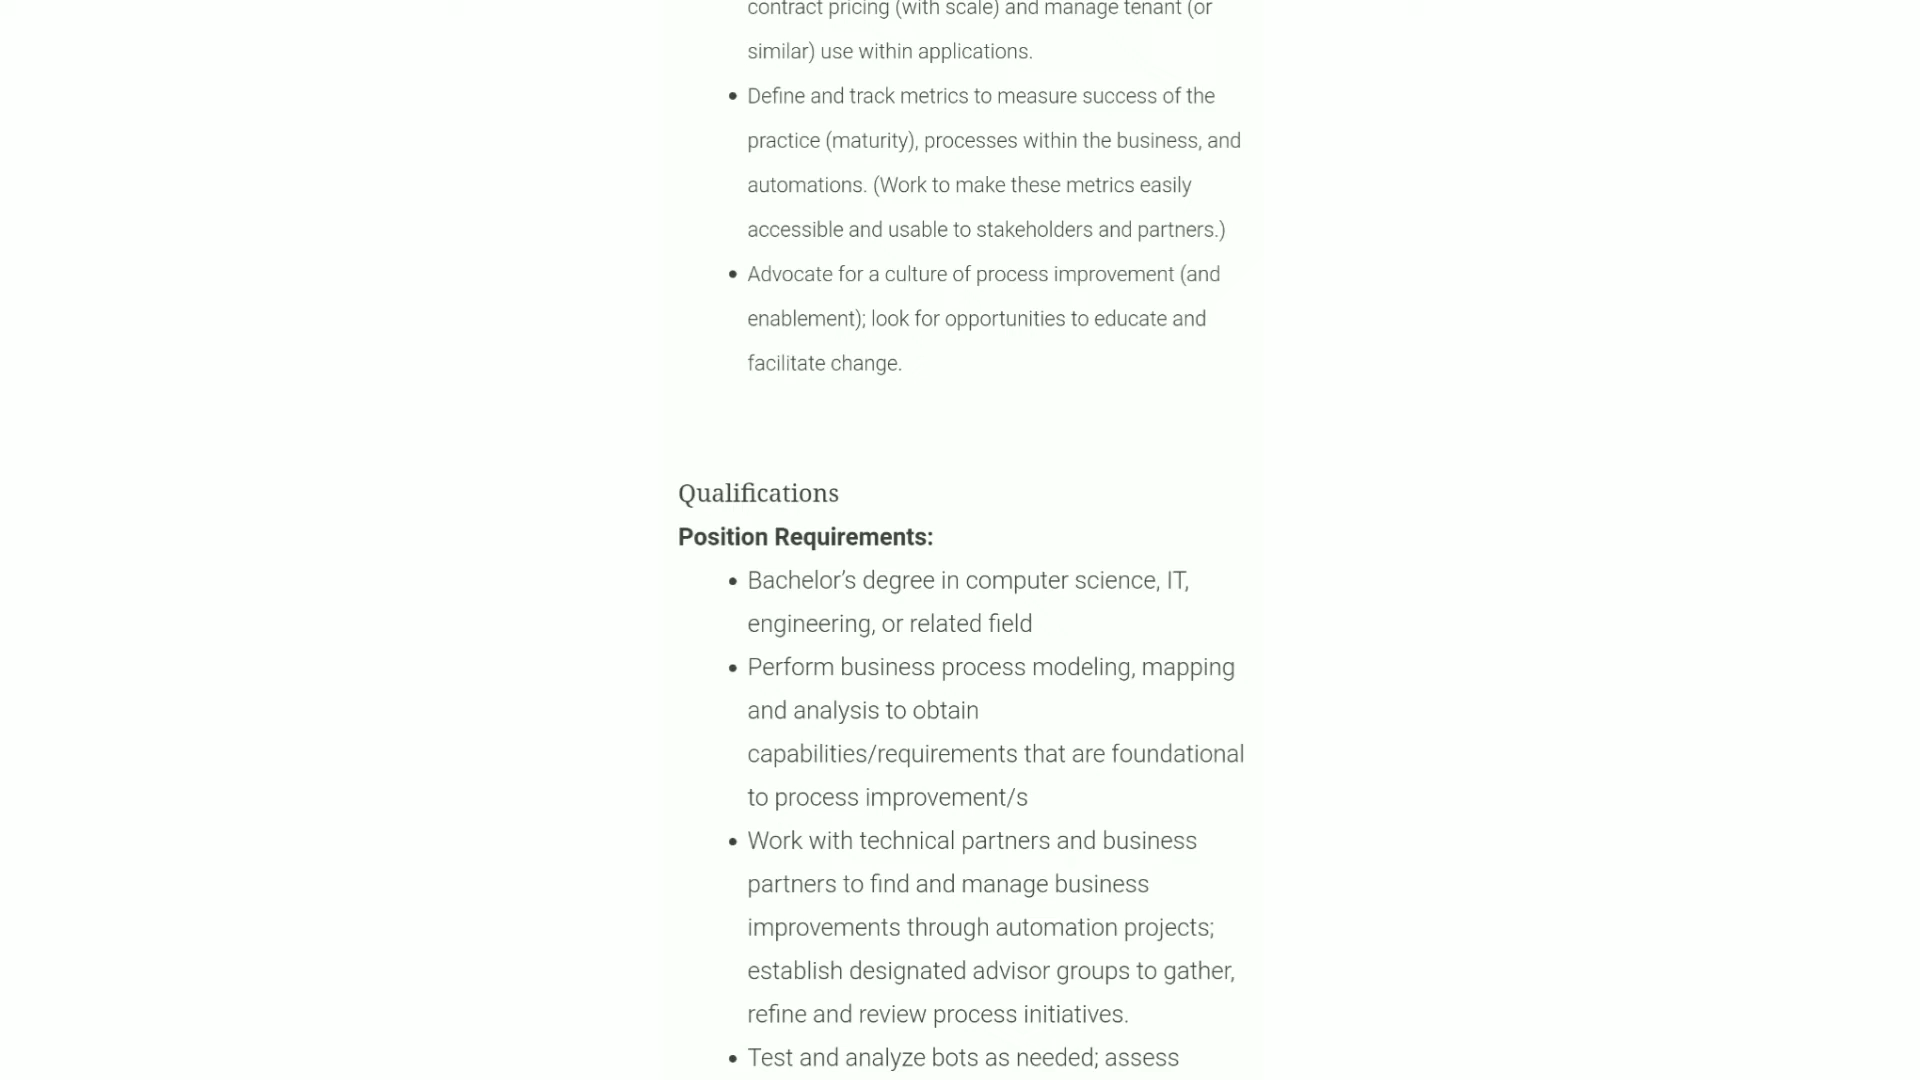 contract pricing (with scale) and manage tenant (or
similar) use within applications.
• Define and track metrics to measure success of the
practice (maturity), processes within the business, and
automations. (Work to make these metrics easily
accessible and usable to stakeholders and partners.)
• Advocate for a culture of process improvement (and
enablement); look for opportunities to educate and
facilitate change.
Qualifications
Position Requirements:
• Bachelor’s degree in computer science, IT,
engineering, or related field
• Perform business process modeling, mapping
and analysis to obtain
capabilities/requirements that are foundational
to process improvement/s
• Work with technical partners and business
partners to find and manage business
improvements through automation projects;
establish designated advisor groups to gather,
refine and review process initiatives.
• Test and analyze bots as needed; assess